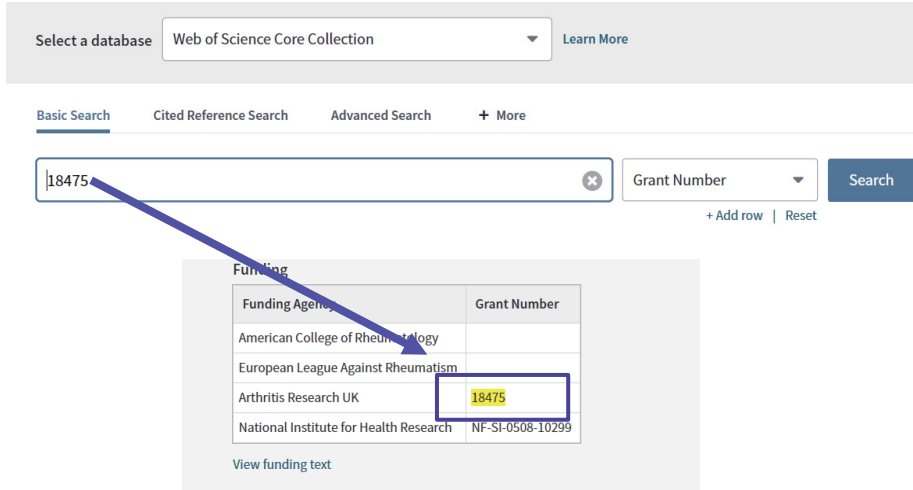 Select a database Web of Science Core Collection Learn More
Basic Search Cited Reference Search Advanced Search + More
18475 Grant Number Search
+ Add row | Reset
Funding
Funding Agency Grant Number
American College of Rheumatology
European League Against Rheumatism
Arthritis Research UK 18475
National Institute for Health Research NF-SI-0508-10299
View funding text